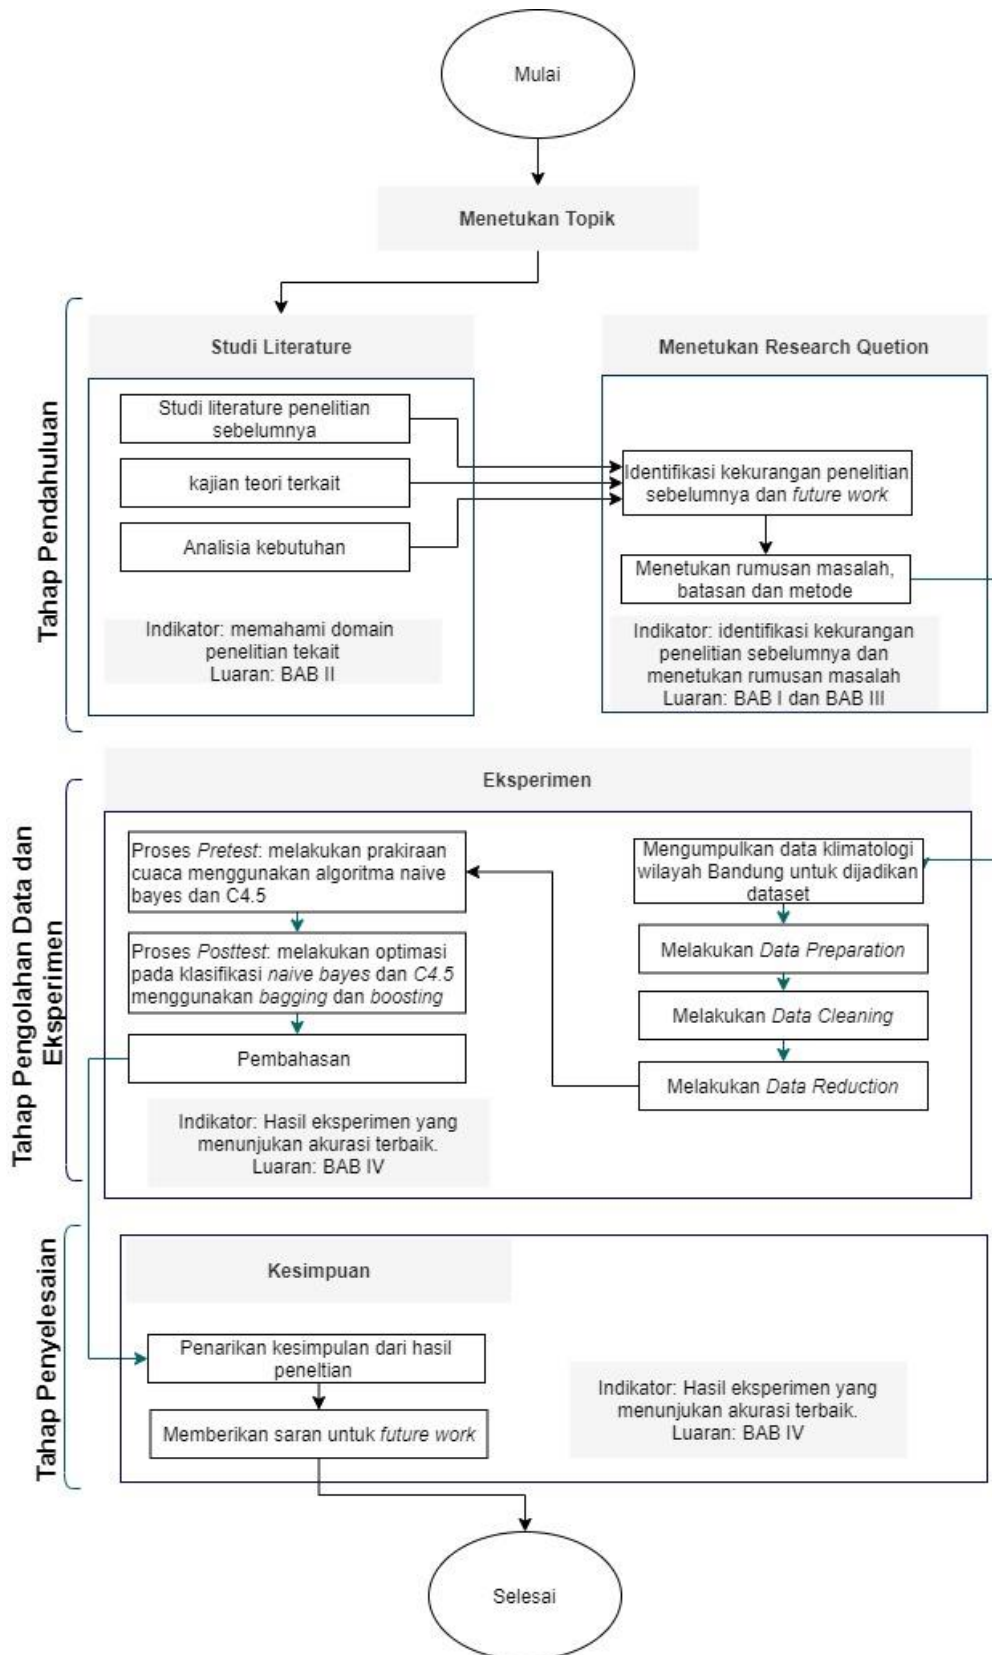 Mulai
Menetukan Topik
Tahap Pendahuluan
Studi Literature
Studi literature penelitian
sebelumnya
kajian teori terkait
Analisia kebutuhan
Indikator: memahami domain
penelitian tekait
Luaran: BAB II
Menetukan Research Quetion
Identifikasi kekurangan penelitian
sebelumnya dan future work
Menetukan rumusan masalah,
batasan dan metode
Indikator: identifikasi kekurangan
penelitian sebelumnya dan
menetukan rumusan masalah
Luaran: BAB I dan BAB III
Tahap Pengolahan Data dan
Eksperimen
Eksperimen
Proses Pretest: melakukan prakiraan
cuaca menggunakan algoritma naive
bayes dan C4.5
Proses Posttest: melakukan optimasi
pada klasifikasi naive bayes dan C4.5
menggunakan bagging dan boosting
Pembahasan
Indikator: Hasil eksperimen yang
menunjukan akurasi terbaik.
Luaran: BAB IV
Mengumpulkan data klimatologi
wilayah Bandung untuk dijadikan
dataset
Melakukan Data Preparation
Melakukan Data Cleaning
Melakukan Data Reduction
Tahap Penyelesaian
Kesimpuan
Penarikan kesimpulan dari hasil
peneltian
Memberikan saran untuk future work
Indikator: Hasil eksperimen yang
menunjukan akurasi terbaik.
Luaran: BAB IV
Selesai